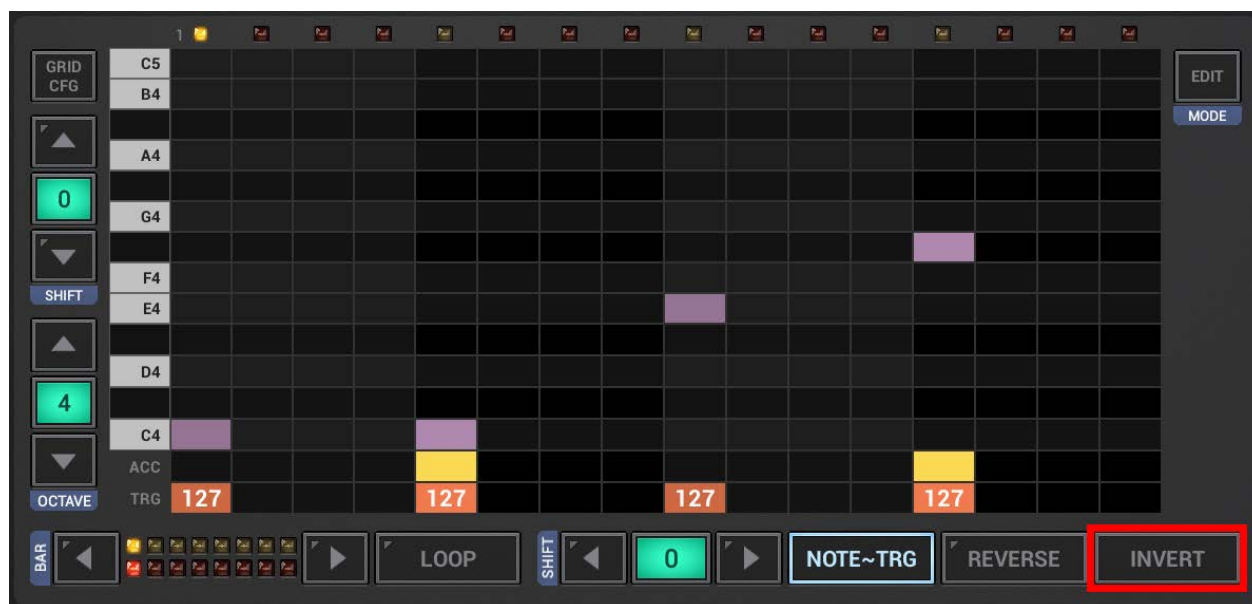 1
GRID
CFG
C5
B4
A4
G4
F4
E4
D4
C4
ACC
TRG 127 127 127 127
EDIT
MODE
0
SHIFT
4
OCTAVE
BAR
LOOP
SHIFT
0
NOTE~TRG
REVERSE
INVERT